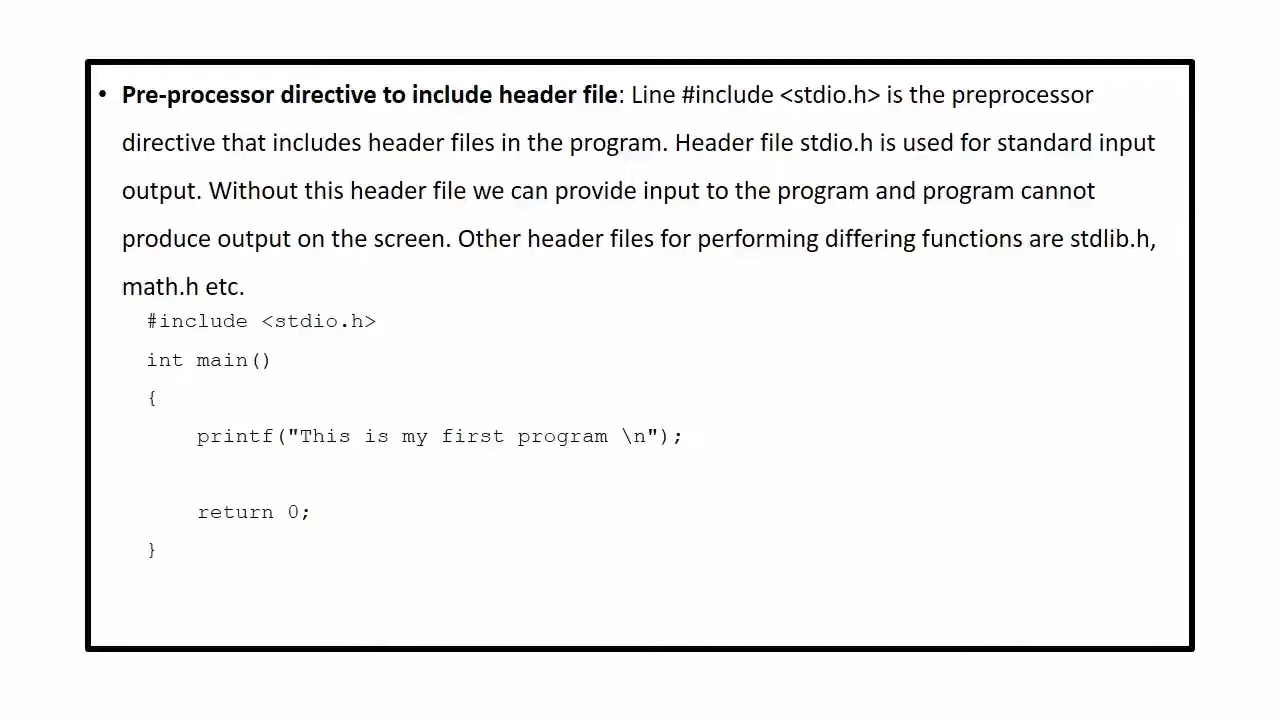 • Pre-processor directive to include header file: Line #include <stdio.h> is the preprocessor
directive that includes header files in the program. Header file stdio.h is used for standard input
output. Without this header file we can provide input to the program and program cannot
produce output on the screen. Other header files for performing differing functions are stdlib.h,
math.h etc.
#include <stdio.h>
int main()
{
    printf("This is my first program \n");
    return 0;
}